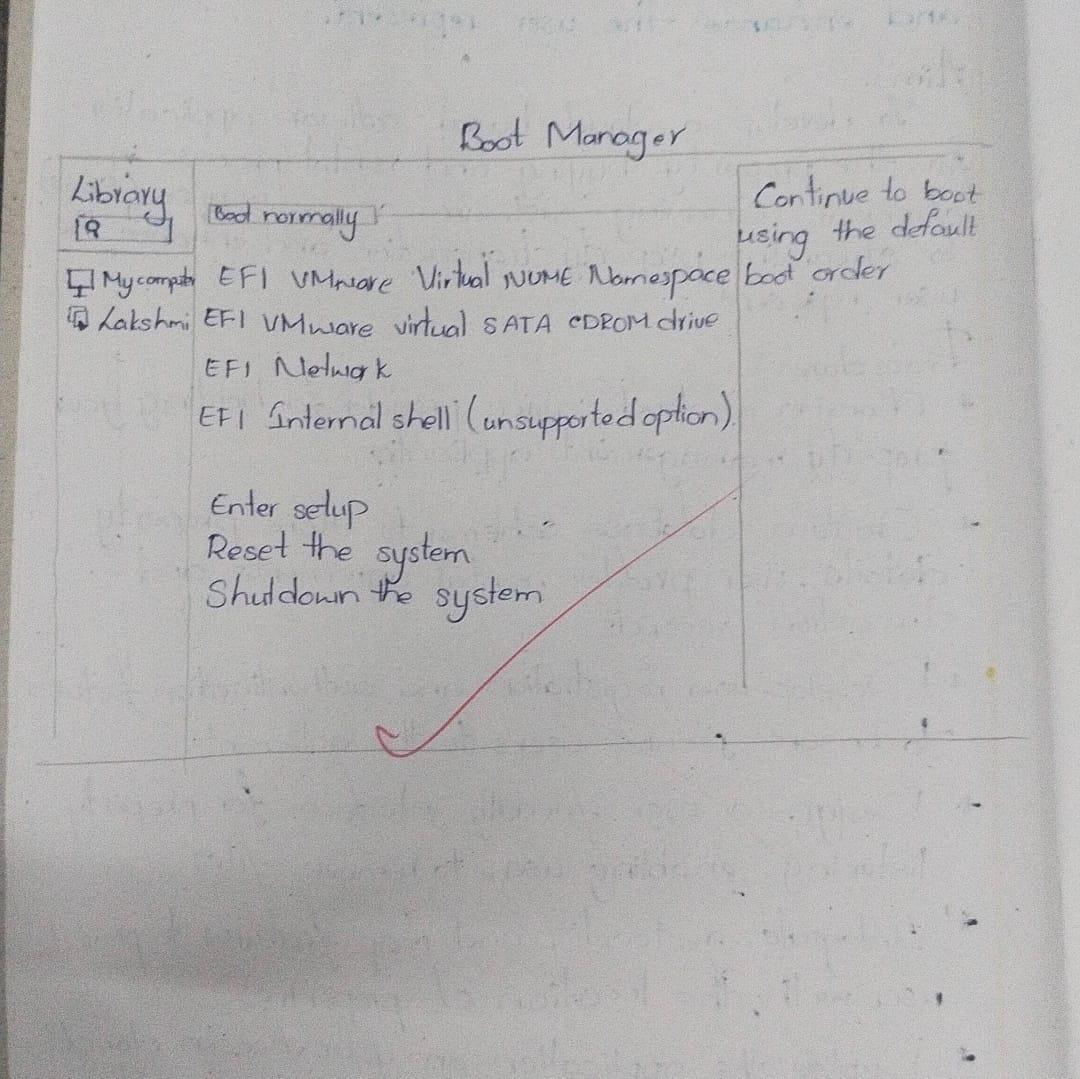 Boot Manager
Library
Boot normally
Continue to boot
using the default
boot order
My computer
Lakshmi
EFI VMware Virtual NUME Namespace
EFI VMware virtual SATA CDROM drive
EFI Network
EFI Internal shell (unsupported option).
Enter setup
Reset the system
Shutdown the system